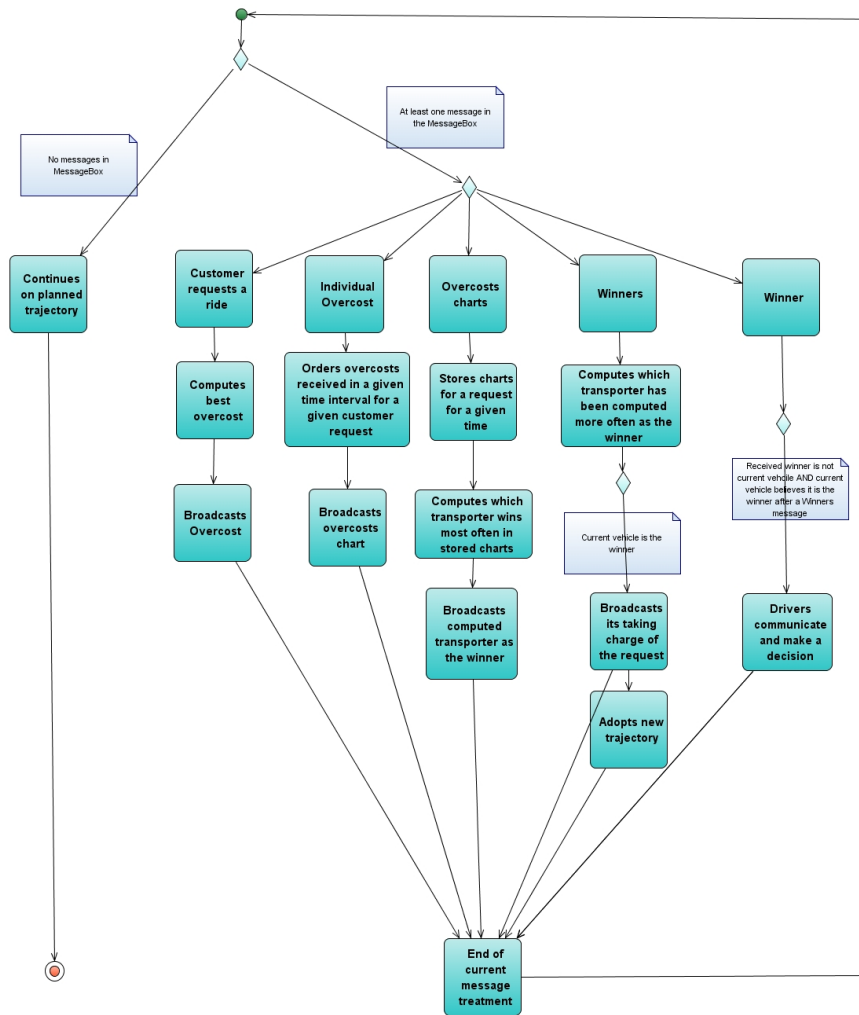 At least one message in
the MessageBox
No messages in
MessageBox
Continues
on planned
trajectory
Customer
requests a
ride
Individual
Overcost
Overcosts
charts
Winners
Winner
Computes
best
overcost
Orders overcosts
received in a given
time interval for a
given customer
request
Stores charts
for a request
for a given
time
Computes which
transporter has
been computed
more often as the
winner
Received winner is not
current vehcile AND current
vehicle believes it is the
winner after a Winners
message
Broadcasts
Overcost
Broadcasts
overcosts
chart
Computes which
transporter wins
most often in
stored charts
Current vehicle is the
winner
Broadcasts
computed
transporter as
the winner
Broadcasts
its taking
charge of
the request
Drivers
communicate
and make a
decision
Adopts new
trajectory
End of
current
message
treatment